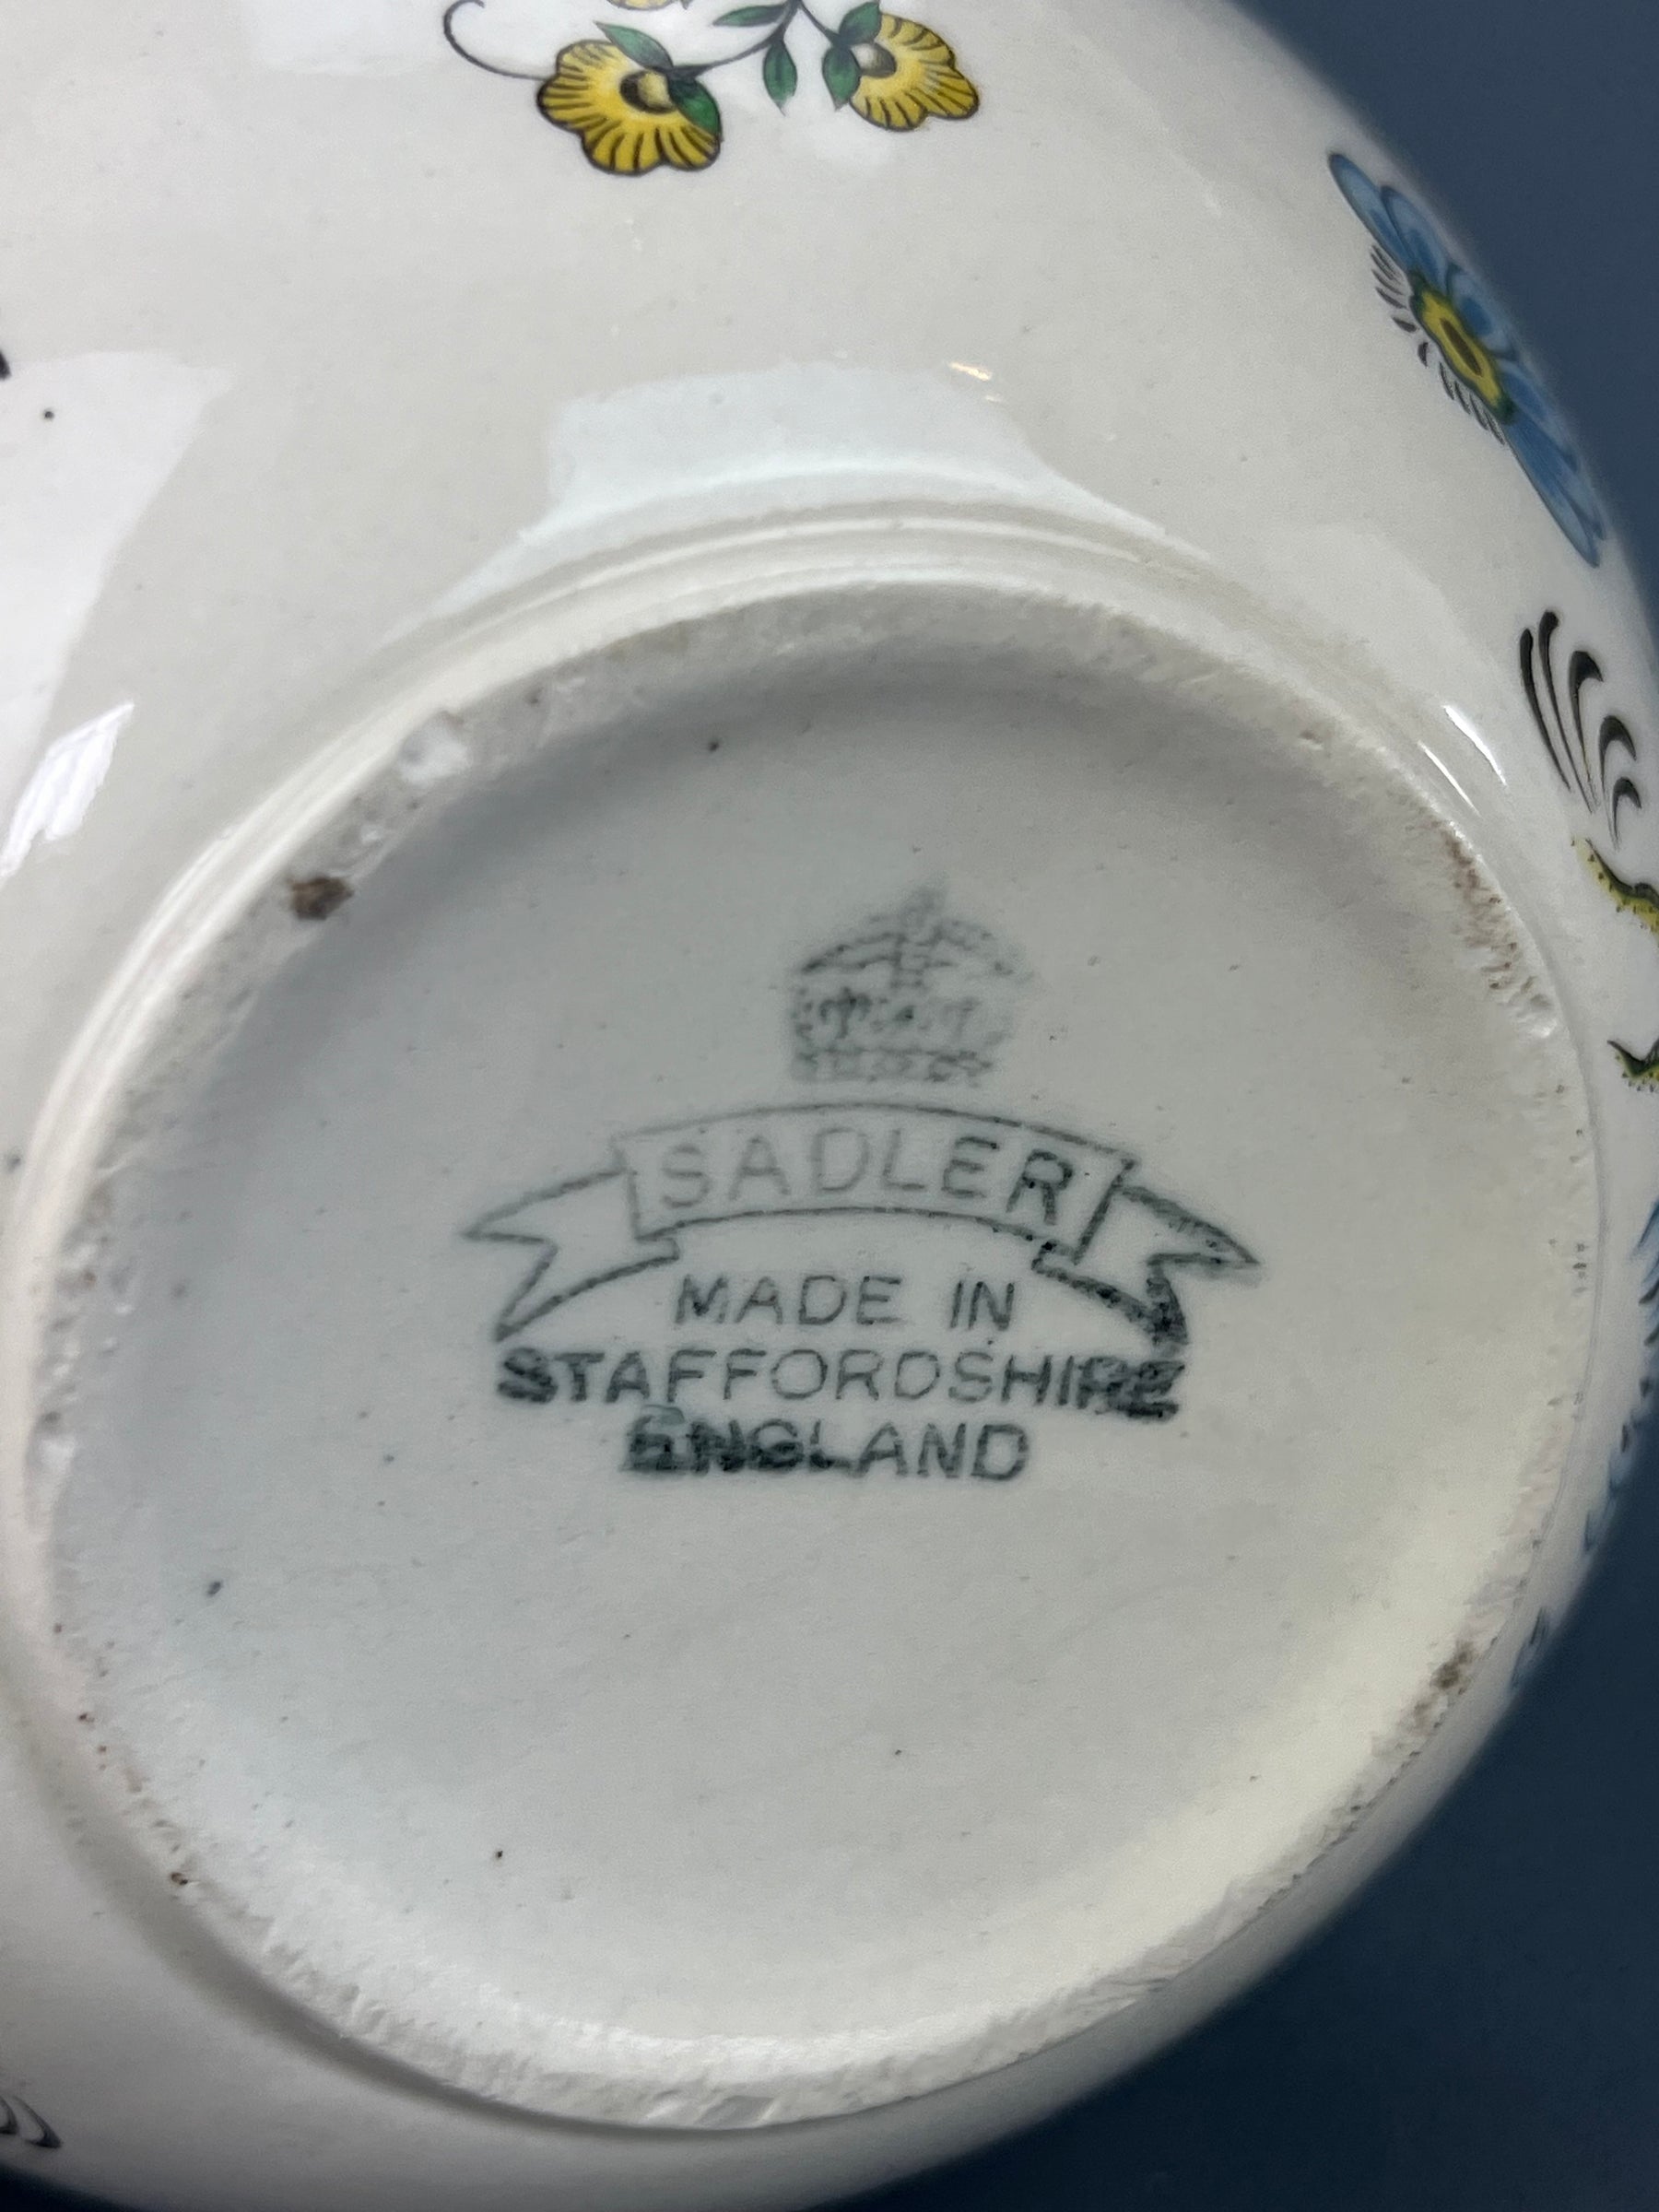 SADLER
MADE IN
STAFFORDSHIRE
ENGLAND